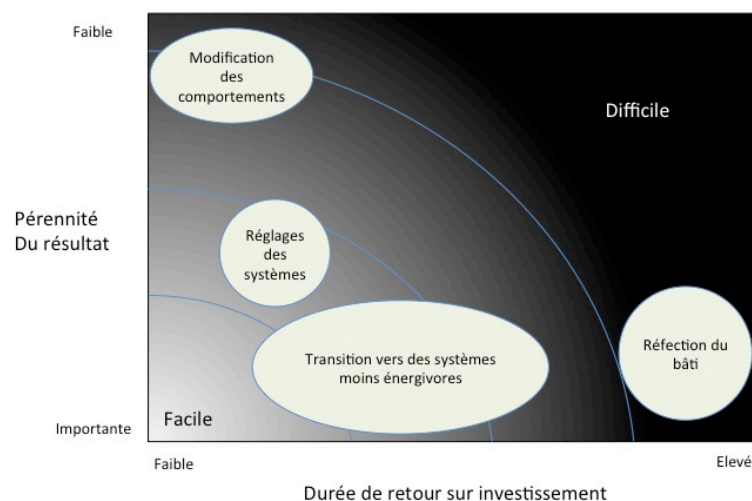 Faible
Modification
des
comportements
Difficile
Pérennité
Du résultat
Réglages
des
systèmes
Transition vers des systèmes
moins énergivores
Réfection du
bâti
Facile
Importante
Faible
Elevé
Durée de retour sur investissement